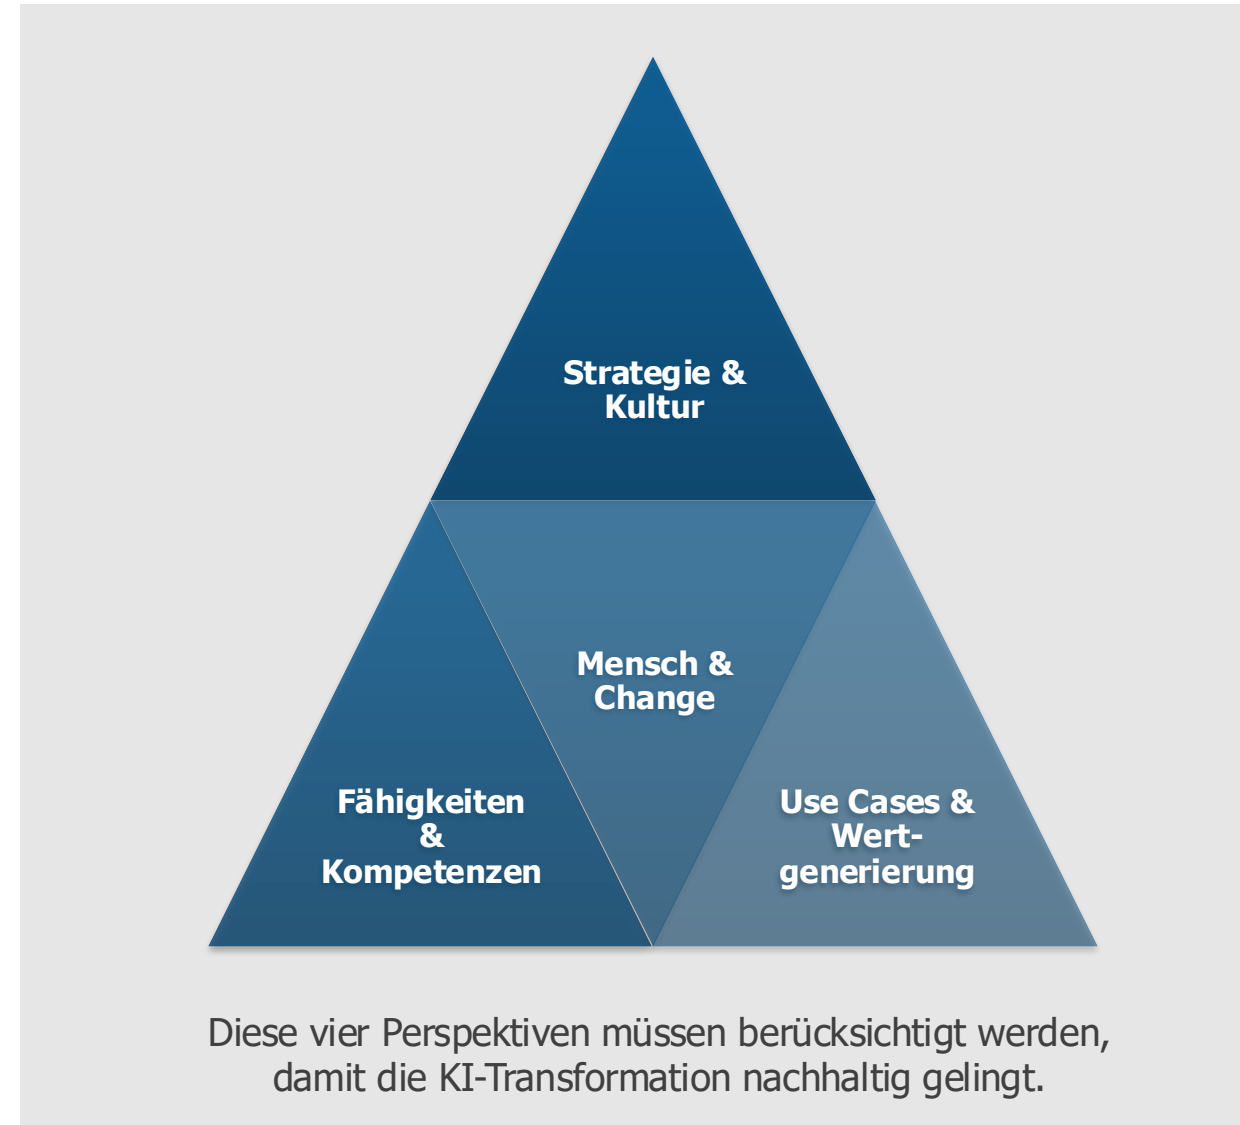 Strategie &
Kultur
Mensch &
Change
Fähigkeiten
&
Kompetenzen
Use Cases &
Wert-
generierung
Diese vier Perspektiven müssen berücksichtigt werden,
damit die KI-Transformation nachhaltig gelingt.